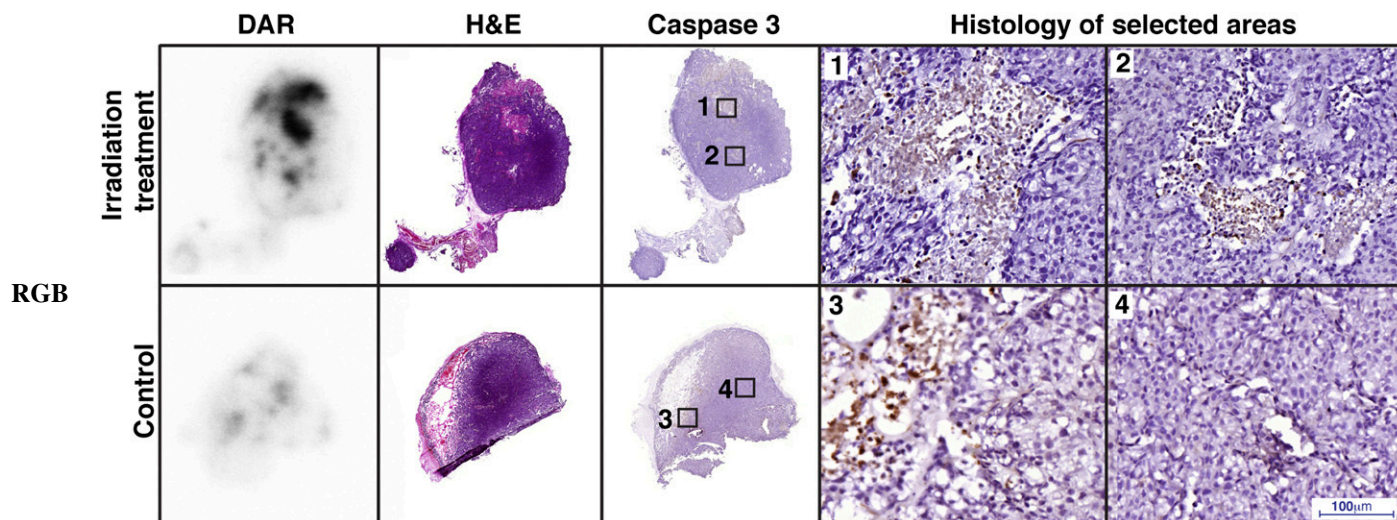 DAR H&E Caspase 3 Histology of selected areas
Irradiation
treatment
1
2
1
2
RGB
Control
3
4
3
4
100μm